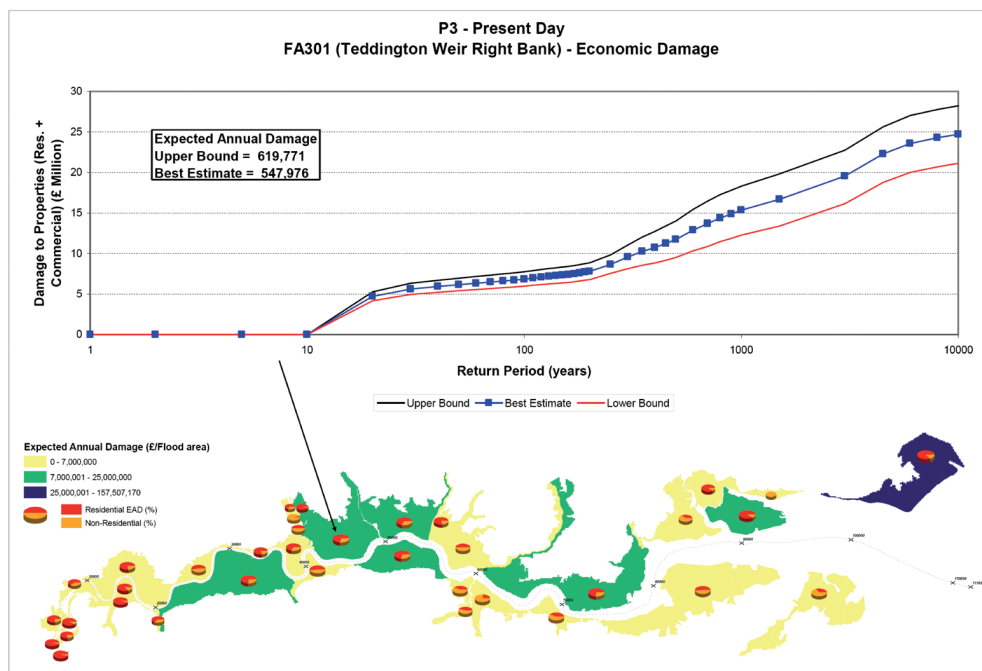 P3 - Present Day
FA301 (Teddington Weir Right Bank) - Economic Damage
Damage to Properties (Res. +
Commercial) (£ Million)
30
25
20
15
10
5
0
Expected Annual Damage
Upper Bound = 619,771
Best Estimate = 547,976
1
10
100
1000
10000
Return Period (years)
Upper Bound
Best Estimate
Lower Bound
Expected Annual Damage (£/Flood area)
0 - 7,000,000
7,000,001 - 25,000,000
25,000,001 - 157,507,170
Residential EAD (%)
Non-Residential (%)